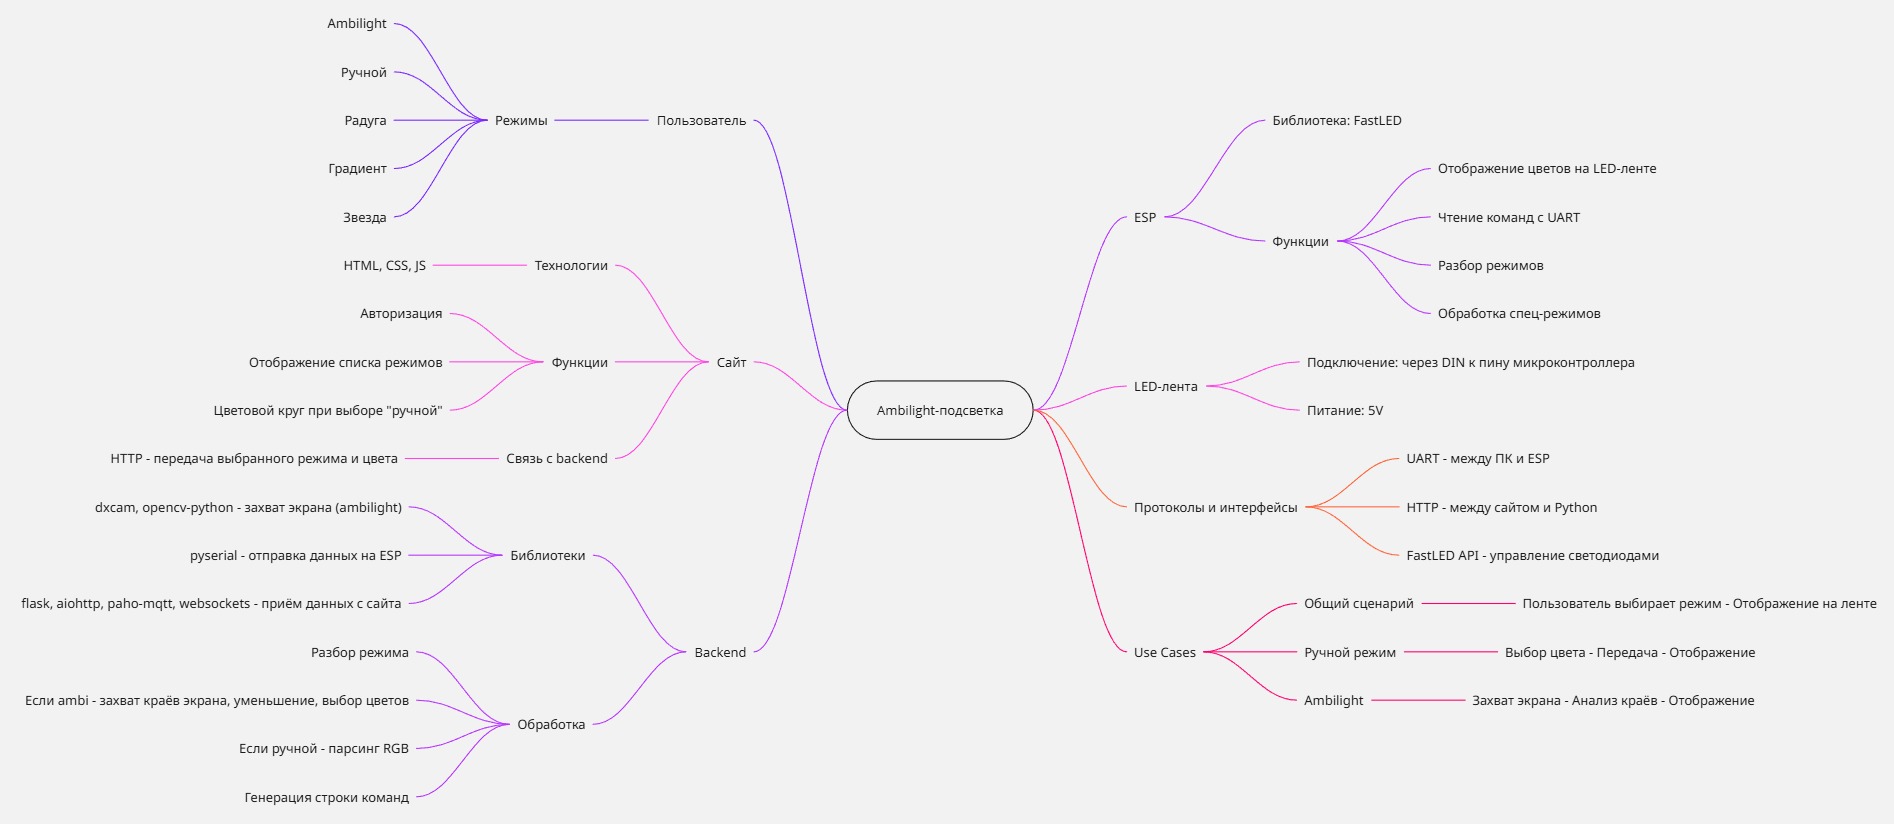 Ambilight-подсветка
Пользователь
Режимы
Ambilight
Ручной
Радуга
Градиент
Звезда
Сайт
Технологии
HTML, CSS, JS
Функции
Авторизация
Отображение списка режимов
Цветовой круг при выборе "ручной"
Связь с backend
HTTP - передача выбранного режима и цвета
Backend
Библиотеки
dxcam, opencv-python - захват экрана (ambilight)
pyserial - отправка данных на ESP
flask, aiohttp, paho-mqtt, websockets - приём данных с сайта
Обработка
Разбор режима
Если ambi - захват краёв экрана, уменьшение, выбор цветов
Если ручной - парсинг RGB
Генерация строки команд
ESP
Библиотека: FastLED
Функции
Отображение цветов на LED-ленте
Чтение команд с UART
Разбор режимов
Обработка спец-режимов
LED-лента
Подключение: через DIN к пину микроконтроллера
Питание: 5V
Протоколы и интерфейсы
UART - между ПК и ESP
HTTP - между сайтом и Python
FastLED API - управление светодиодами
Use Cases
Общий сценарий
Пользователь выбирает режим - Отображение на ленте
Ручной режим
Выбор цвета - Передача - Отображение
Ambilight
Захват экрана - Анализ краёв - Отображение